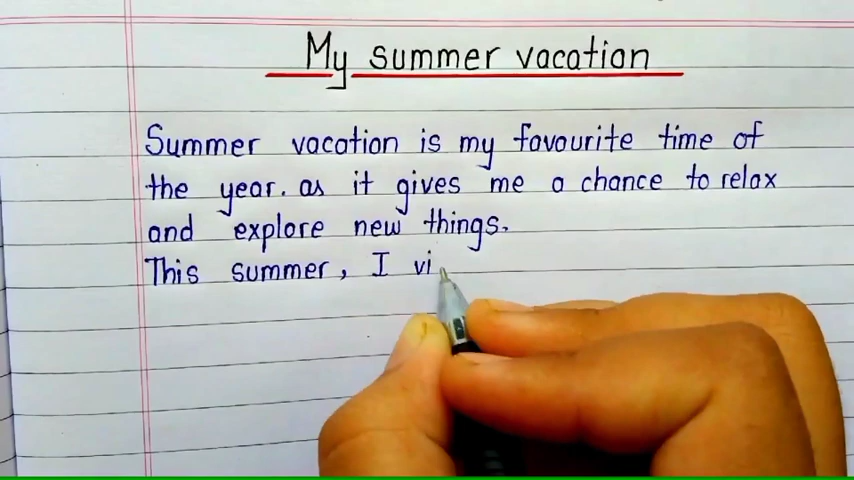 My summer vacation
Summer vacation is my favourite time of
the year. as it gives me a chance to relax
and explore new things.
This summer, I vi